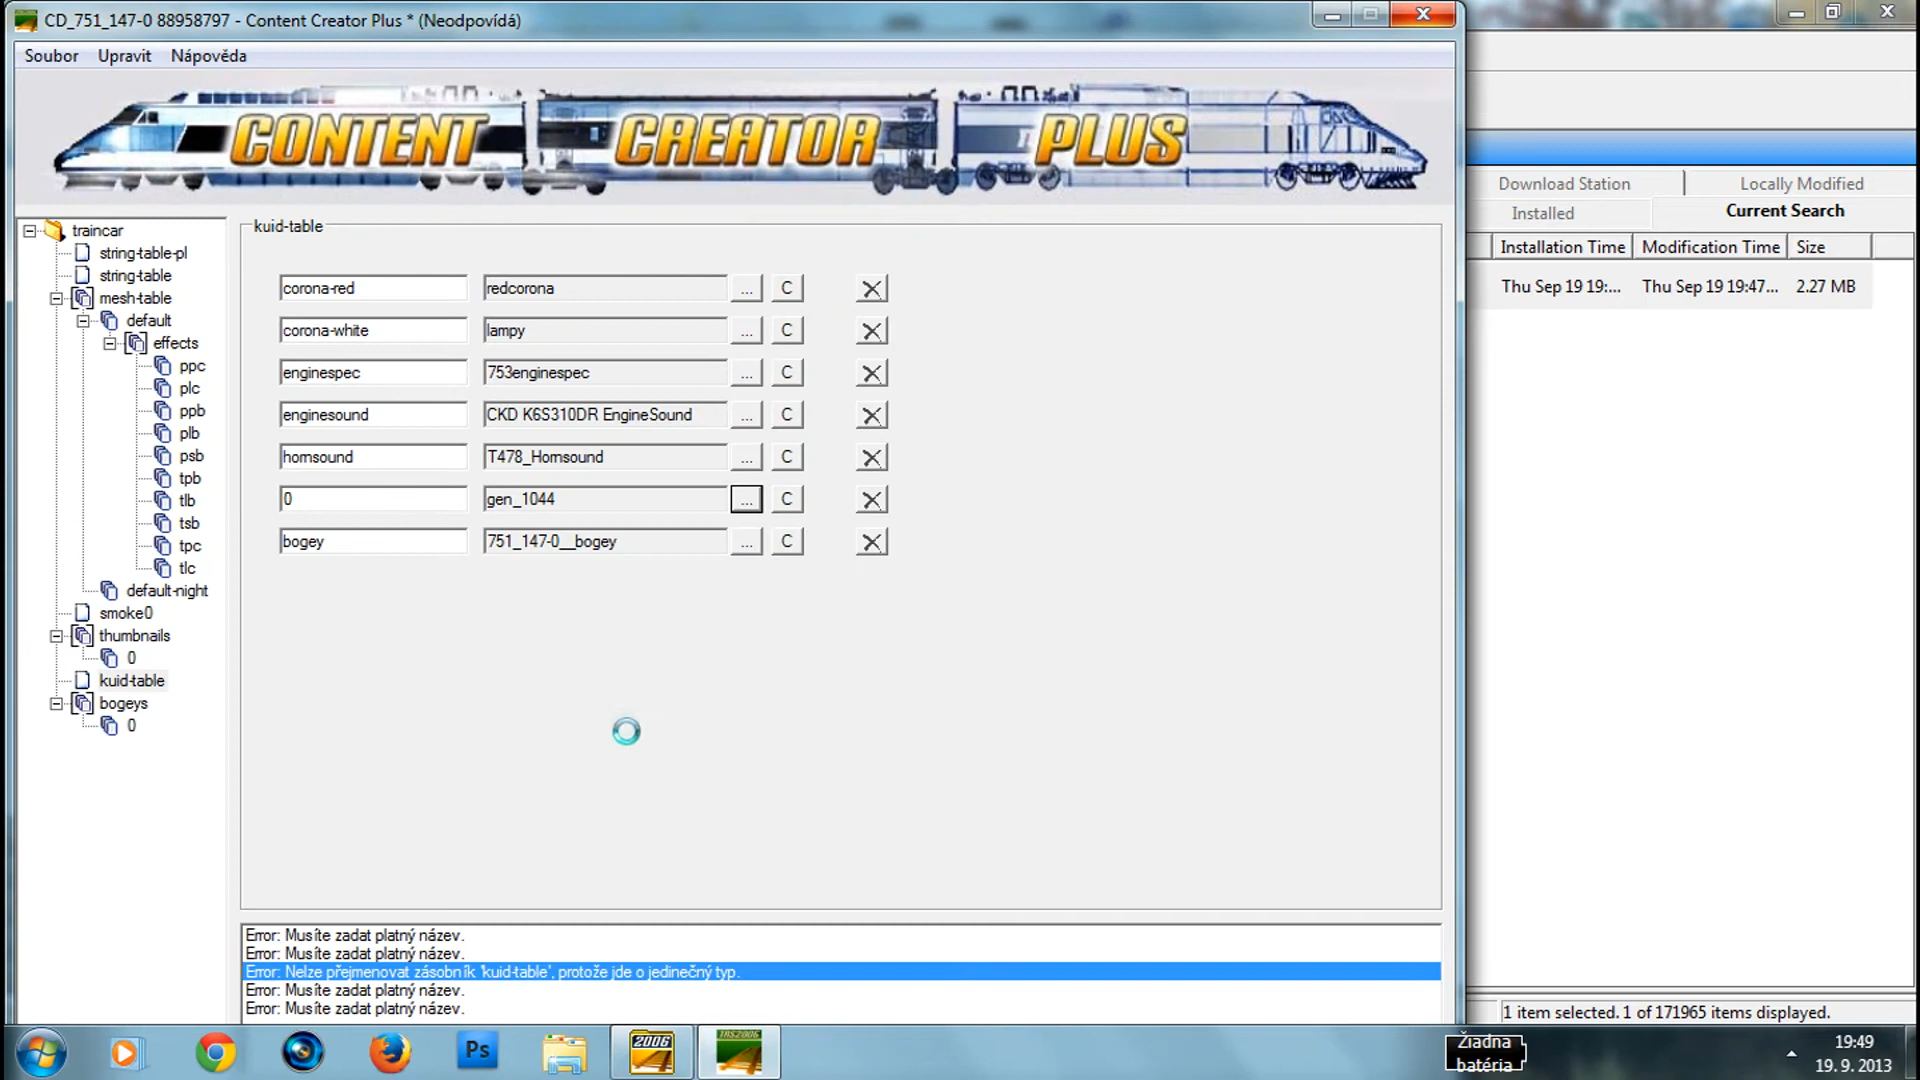 CD_751_147-0 88958797 - Content Creator Plus * (Neodpovídá)
Soubor Upravit Nápověda
CONTENT CREATOR PLUS
traincar
string-table-pl
string-table
mesh-table
default
effects
ppc
plc
ppb
plb
psb
tpb
tlb
tsb
tpc
tlc
default-night
smoke0
thumbnails
0
kuid-table
bogeys
0
kuid-table
corona-red redcorona ... C
corona-white lampy ... C
enginespec 753enginespec ... C
enginesound CKD K6S310DR EngineSound ... C
hornsound T478_Hornsound ... C
0 gen_1044 ... C
bogey 751_147-0__bogey ... C
Error: Musíte zadat platný název.
Error: Musíte zadat platný název.
Error: Nelze přejmenovat zásobník 'kuid-table', protože jde o jedinečný typ.
Error: Musíte zadat platný název.
Error: Musíte zadat platný název.
Download Station Locally Modified
Installed Current Search
Installation Time Modification Time Size
Thu Sep 19 19:... Thu Sep 19 19:47... 2.27 MB
1 item selected. 1 of 171965 items displayed.
Ps
2006
TRS2006
Žiadna
batéria
19:49
19. 9. 2013